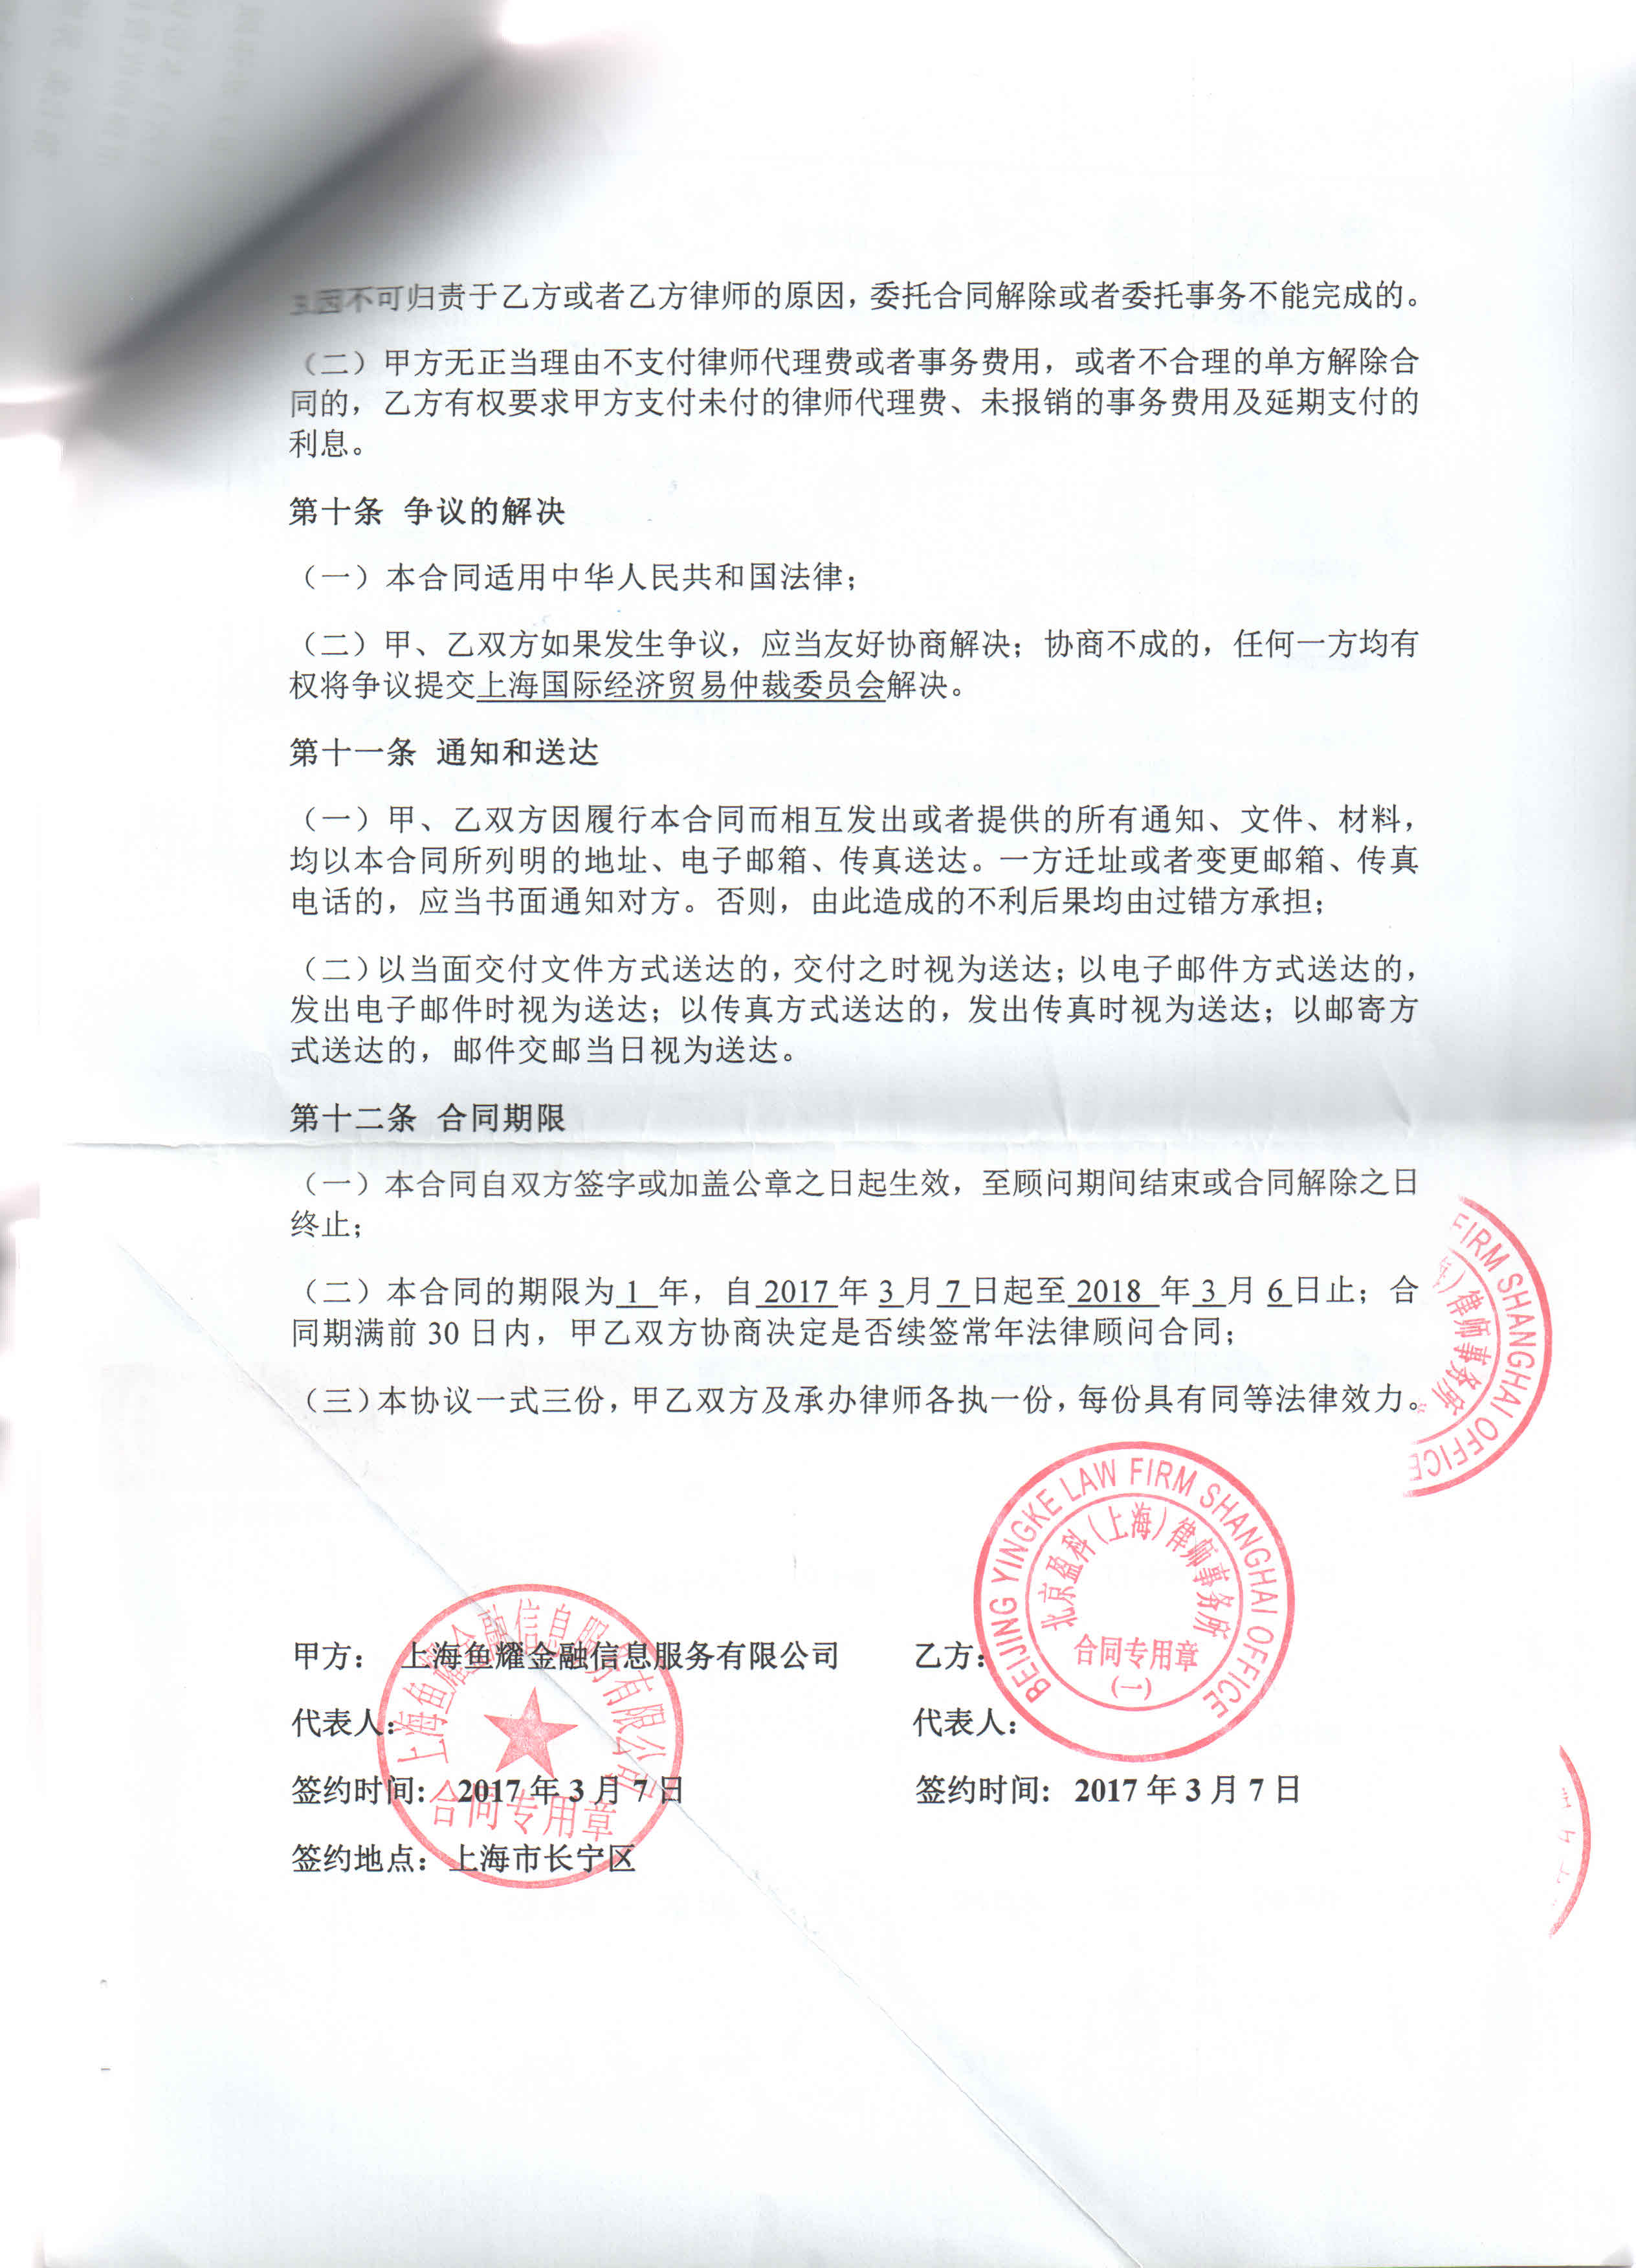 因不可归责于乙方或者乙方律师的原因，委托合同解除或者委托事务不能完成的。
（二）甲方无正当理由不支付律师代理费或者事务费用，或者不合理的单方解除合
同的，乙方有权要求甲方支付未付的律师代理费、未报销的事务费用及延期支付的
利息。
第十条 争议的解决
（一）本合同适用中华人民共和国法律；
（二）甲、乙双方如果发生争议，应当友好协商解决；协商不成的，任何一方均有
权将争议提交上海国际经济贸易仲裁委员会解决。
第十一条 通知和送达
（一）甲、乙双方因履行本合同而相互发出或者提供的所有通知、文件、材料，
均以本合同所列明的地址、电子邮箱、传真送达。一方迁址或者变更邮箱、传真
电话的，应当书面通知对方。否则，由此造成的不利后果均由过错方承担；
（二）以当面交付文件方式送达的，交付之时视为送达；以电子邮件方式送达的，
发出电子邮件时视为送达；以传真方式送达的，发出传真时视为送达；以邮寄方
式送达的，邮件交邮当日视为送达。
第十二条 合同期限
（一）本合同自双方签字或加盖公章之日起生效，至顾问期间结束或合同解除之日
终止；
（二）本合同的期限为 1 年，自 2017 年 3 月 7 日起至 2018 年 3 月 6 日止；合
同期满前 30 日内，甲乙双方协商决定是否续签常年法律顾问合同；
（三）本协议一式三份，甲乙双方及承办律师各执一份，每份具有同等法律效力。
FIRM SHANGHAI OFFICE
）律师事务所
BEIJING YINGKE LAW FIRM SHANGHAI OFFICE
北京盈科（上海）律师事务所
合同专用章
（一）
甲方： 上海鱼耀金融信息服务有限公司
乙方：
代表人：
代表人：
签约时间： 2017 年 3 月 7 日
签约时间： 2017 年 3 月 7 日
签约地点：上海市长宁区
上海鱼耀金融信息服务有限公司
合同专用章